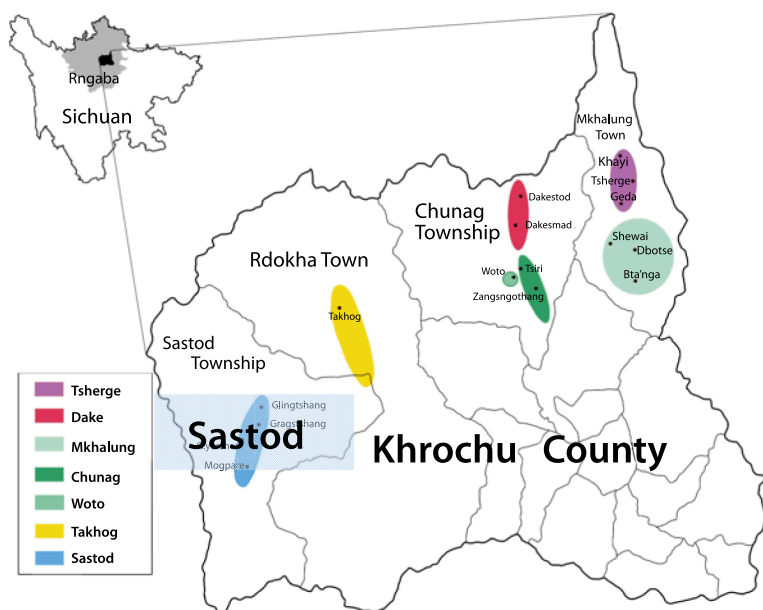 Rngaba
Sichuan
Mkhalung
Town
Khayi
Tsherge
Geda
Chunag
Township
Dakestod
Dakesmad
Shewai
Dbotse
Bta'nga
Woto
Tsiri
Zangsngothang
Rdokha Town
Takhog
Sastod
Township
Glingtshang
Gragstshang
Sastod
Mogpare
Khrochu County
Tsherge
Dake
Mkhalung
Chunag
Woto
Takhog
Sastod